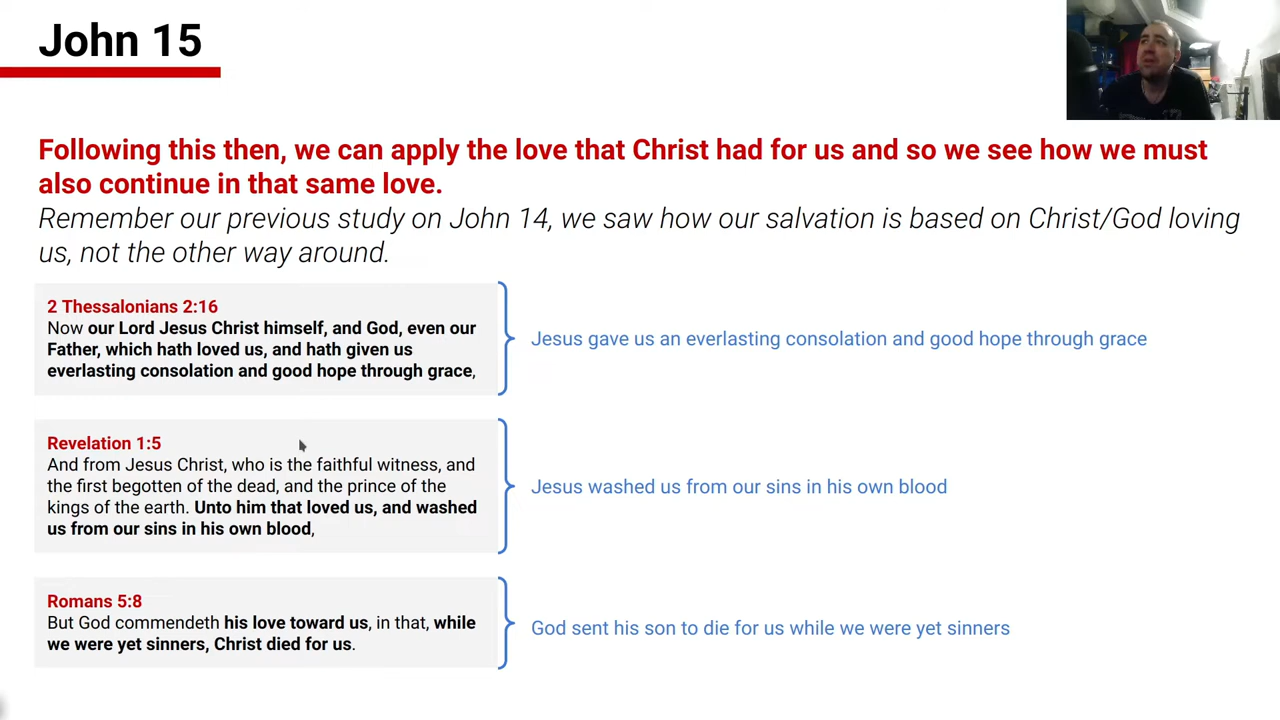 John 15
Following this then, we can apply the love that Christ had for us and so we see how we must
also continue in that same love.
Remember our previous study on John 14, we saw how our salvation is based on Christ/God loving
us, not the other way around.
2 Thessalonians 2:16
Now our Lord Jesus Christ himself, and God, even our
Father, which hath loved us, and hath given us
everlasting consolation and good hope through grace,
Jesus gave us an everlasting consolation and good hope through grace
Revelation 1:5
And from Jesus Christ, who is the faithful witness, and
the first begotten of the dead, and the prince of the
kings of the earth. Unto him that loved us, and washed
us from our sins in his own blood,
Jesus washed us from our sins in his own blood
Romans 5:8
But God commendeth his love toward us, in that, while
we were yet sinners, Christ died for us.
God sent his son to die for us while we were yet sinners